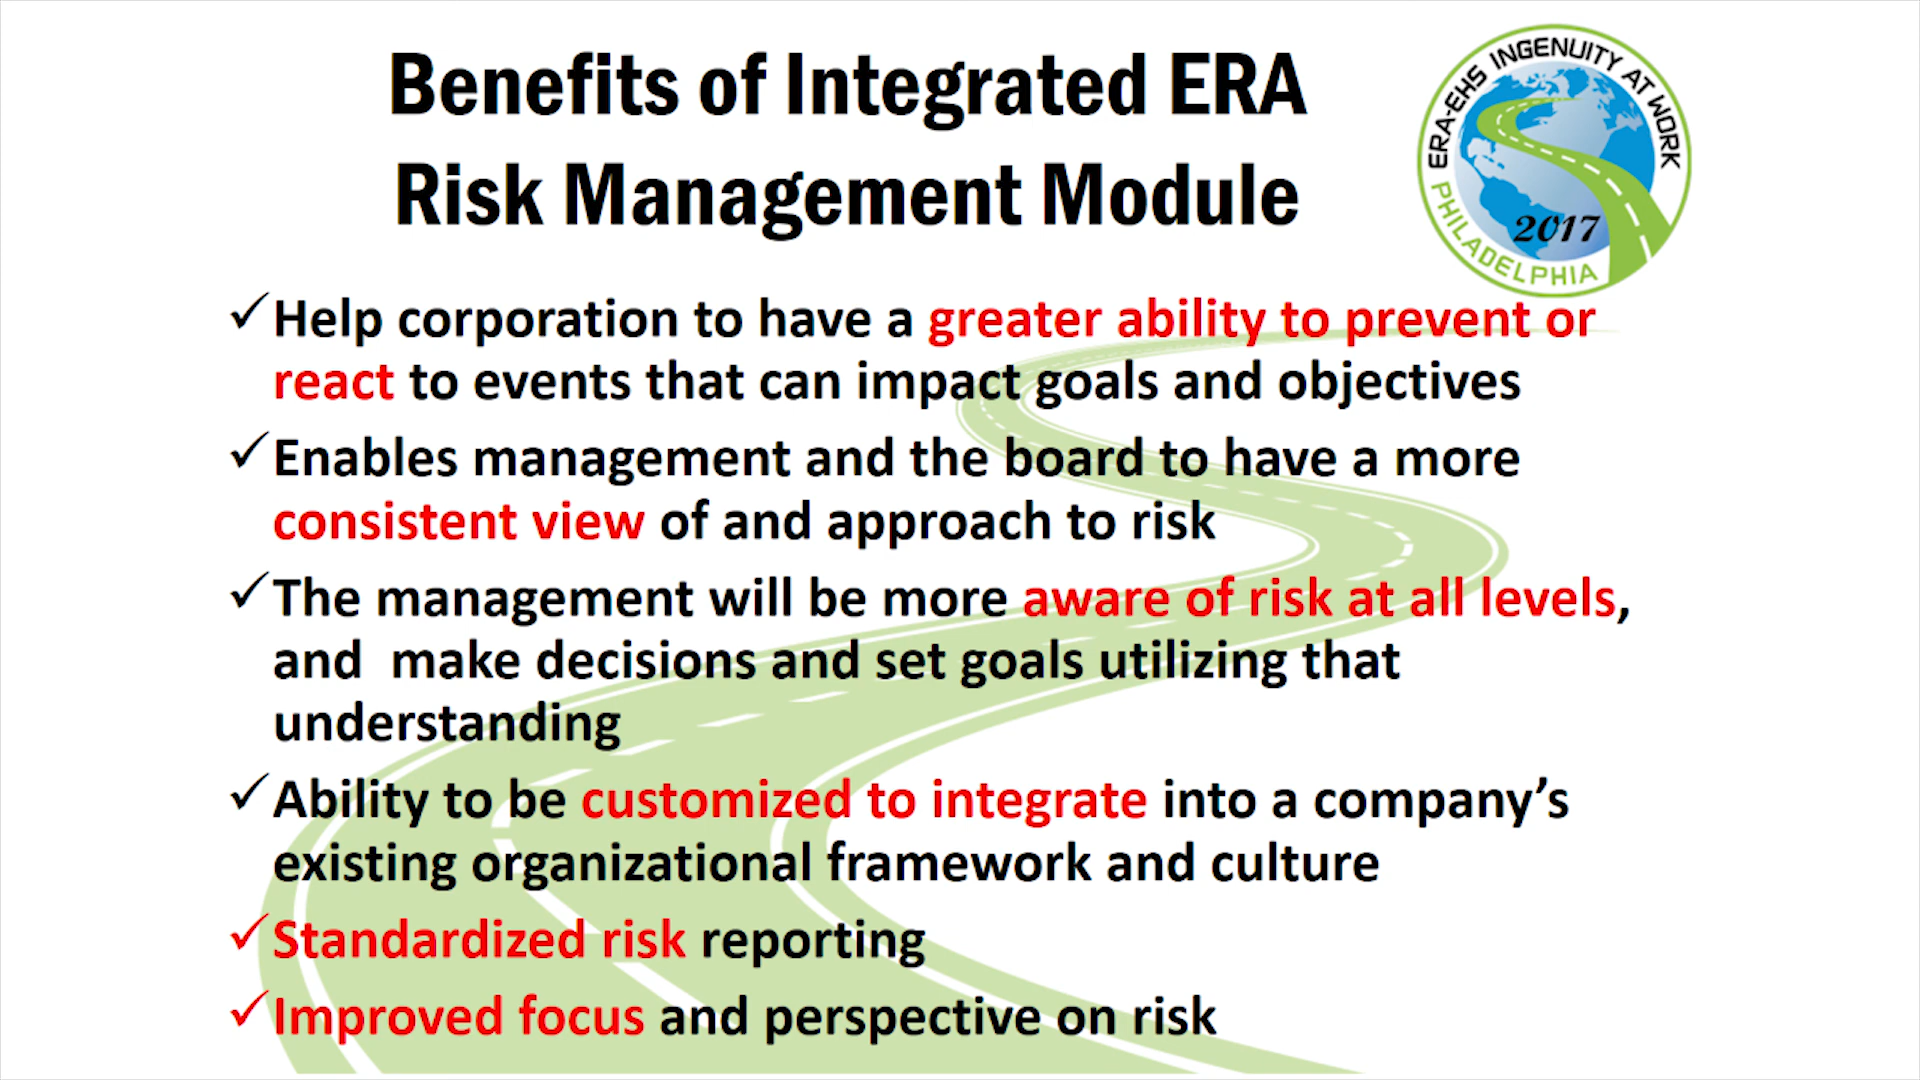 Benefits of Integrated ERA
Risk Management Module
ERA-EHS INGENUITY AT WORK
PHILADELPHIA
2017
✓Help corporation to have a greater ability to prevent or
react to events that can impact goals and objectives
✓Enables management and the board to have a more
consistent view of and approach to risk
✓The management will be more aware of risk at all levels,
and  make decisions and set goals utilizing that
understanding
✓Ability to be customized to integrate into a company’s
existing organizational framework and culture
✓Standardized risk reporting
✓Improved focus and perspective on risk